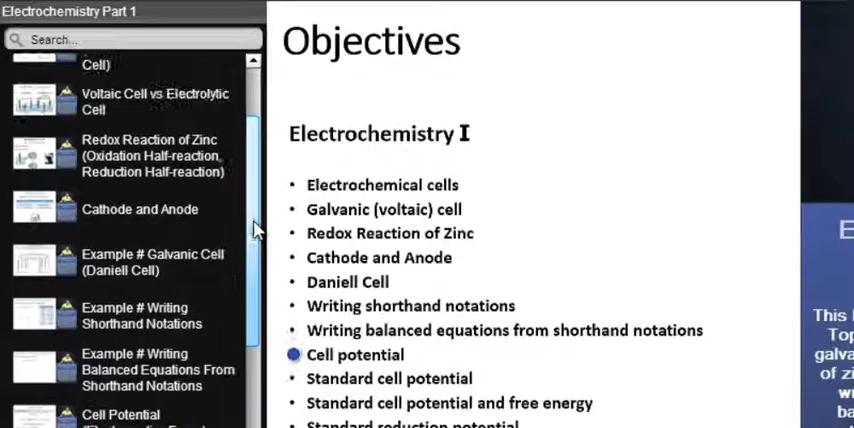 Electrochemistry Part 1
Search...
Cell)
Voltaic Cell vs Electrolytic
Cell
Redox Reaction of Zinc
(Oxidation Half-reaction,
Reduction Half-reaction)
Cathode and Anode
Example # Galvanic Cell
(Daniell Cell)
Example # Writing
Shorthand Notations
Example # Writing
Balanced Equations From
Shorthand Notations
Cell Potential
Objectives
Electrochemistry I
• Electrochemical cells
• Galvanic (voltaic) cell
• Redox Reaction of Zinc
• Cathode and Anode
• Daniell Cell
• Writing shorthand notations
• Writing balanced equations from shorthand notations
Cell potential
• Standard cell potential
• Standard cell potential and free energy
• Standard reduction potential
E
This
Top
galva
of zi
w
ba